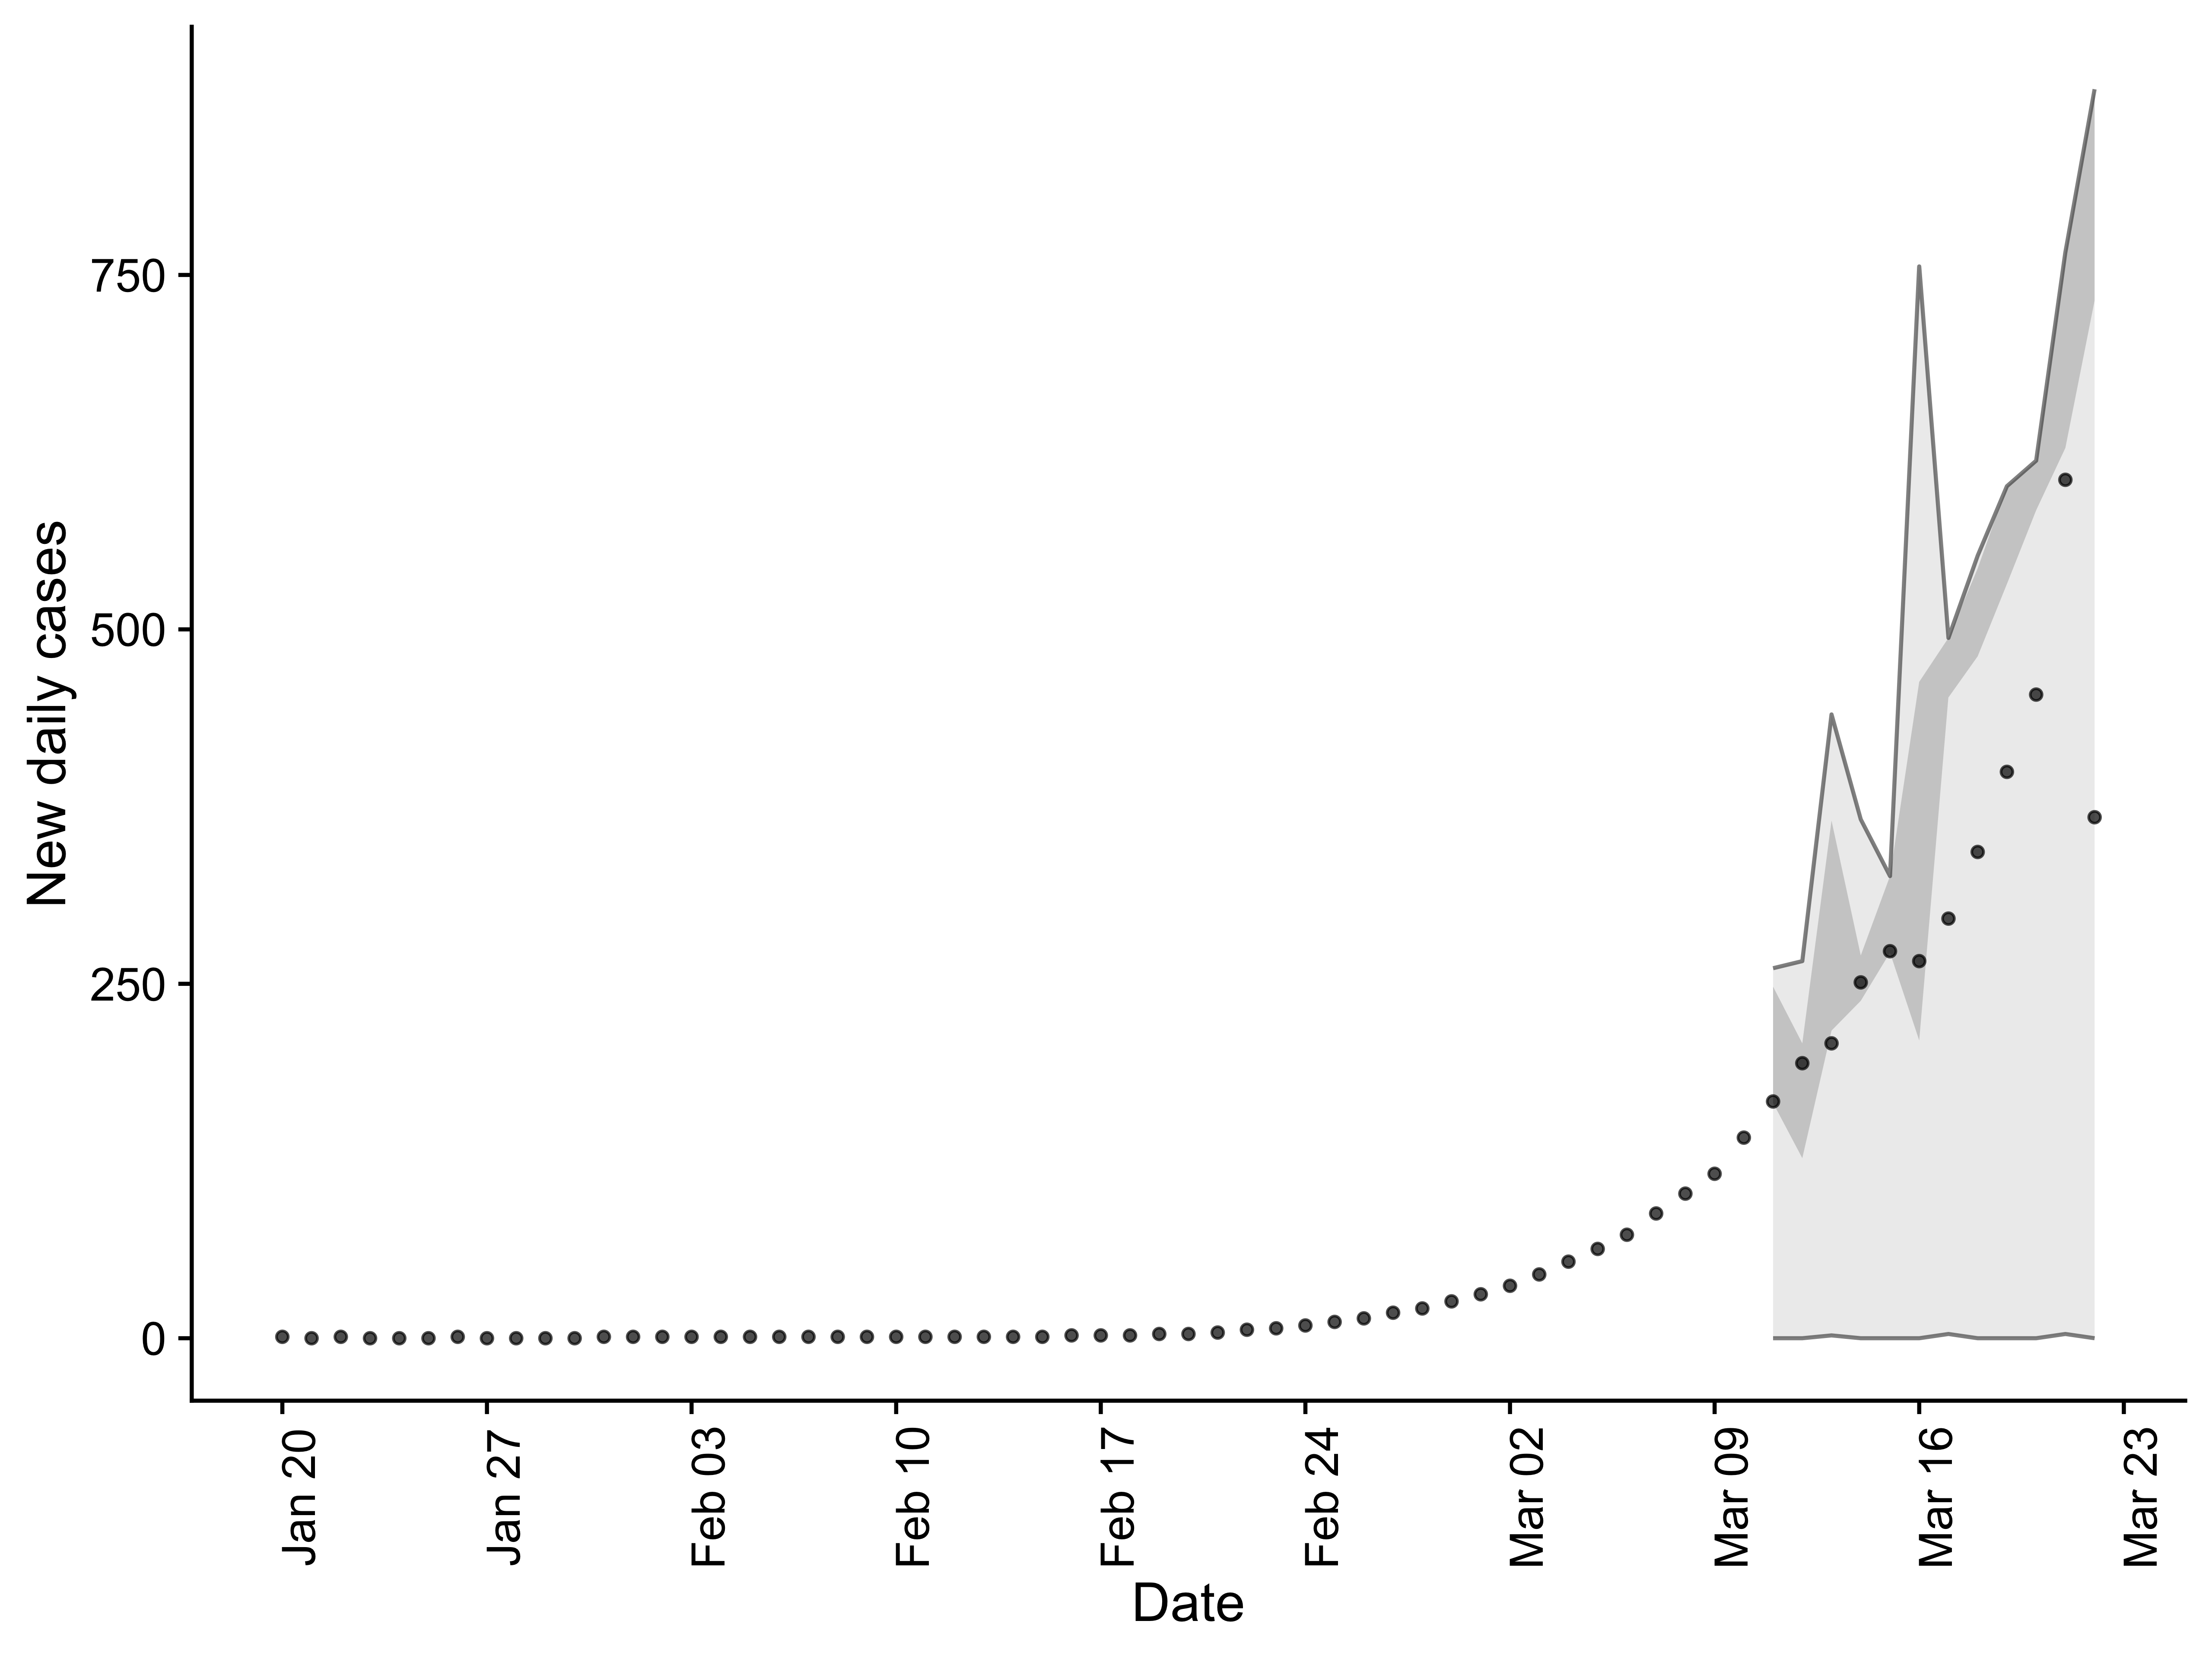 New daily cases
750
500
250
0
Jan 20
Jan 27
Feb 03
Feb 10
Feb 17
Feb 24
Mar 02
Mar 09
Mar 16
Mar 23
Date